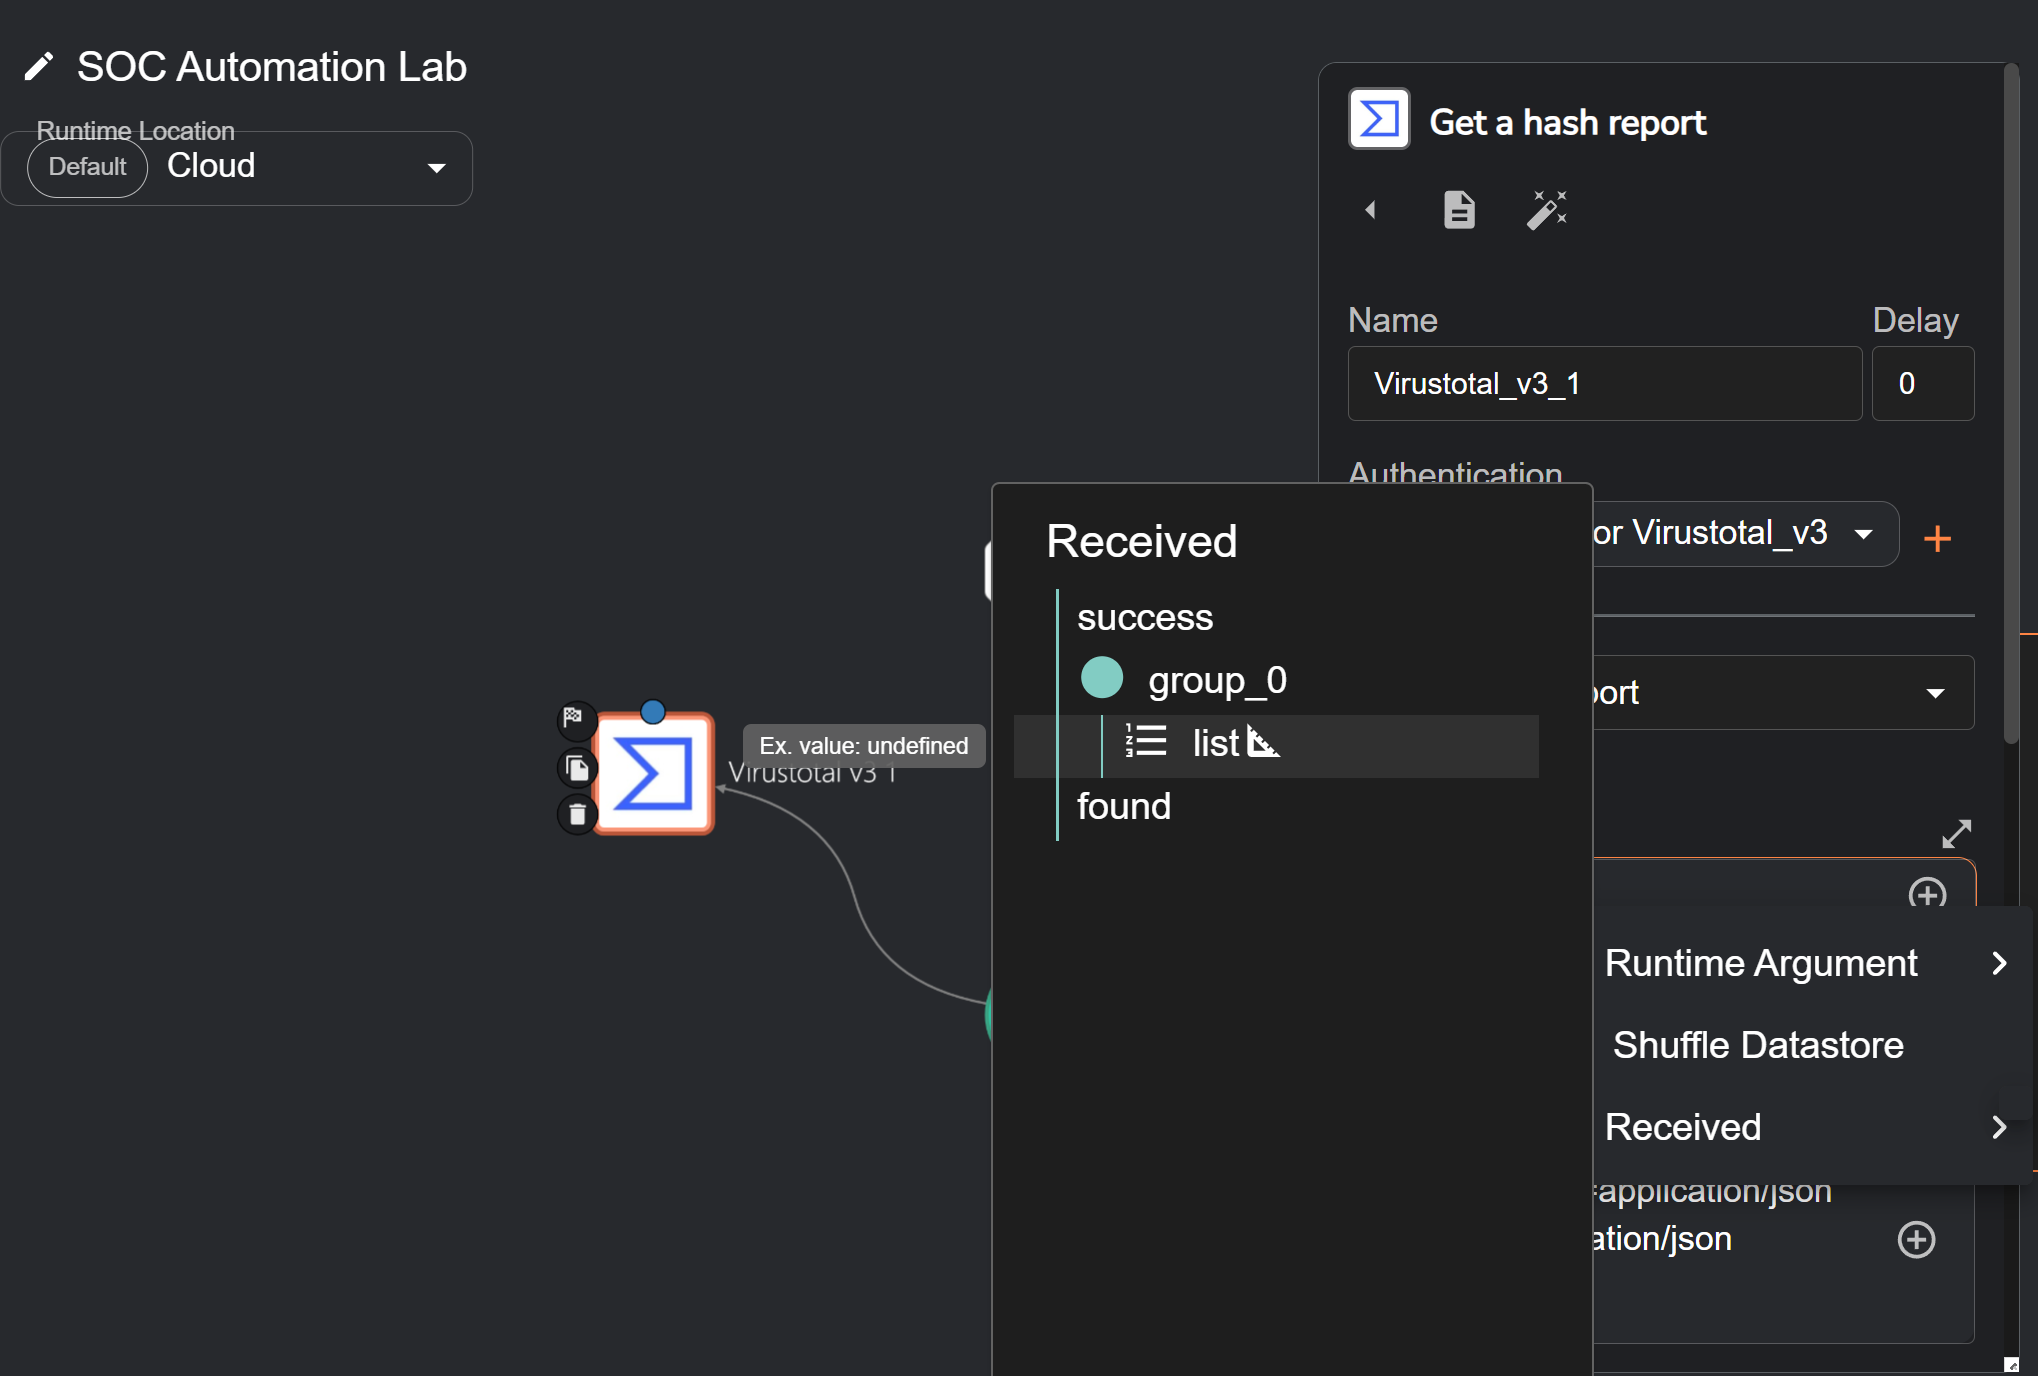 SOC Automation Lab
Runtime Location
Default Cloud
Get a hash report
Name Delay
Virustotal_v3_1 0
Authentication
or Virustotal_v3
Received
success
group_0
list
found
Ex. value: undefined
Virustotal v3 1
Runtime Argument
Shuffle Datastore
Received
=application/json
ation/json